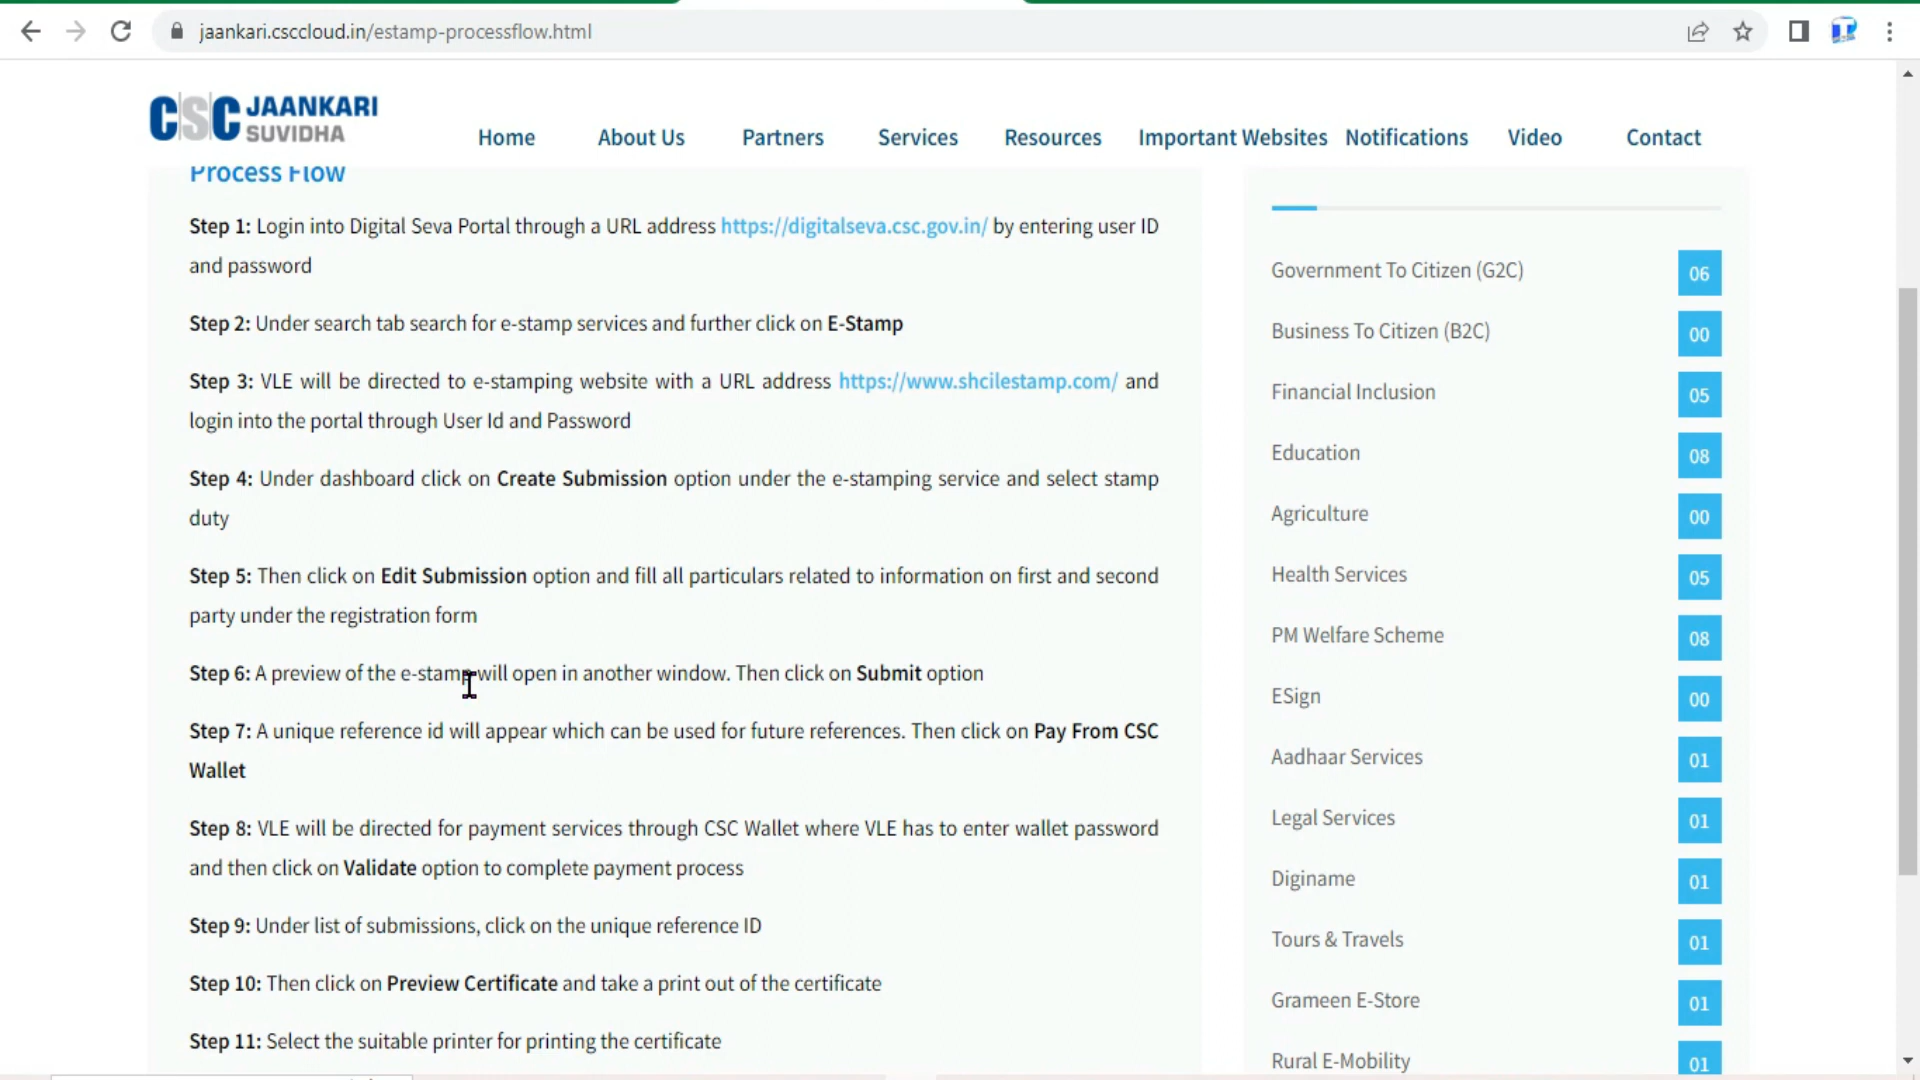 jaankari.csccloud.in/estamp-processflow.html
CSC JAANKARI
SUVIDHA
Home About Us Partners Services Resources Important Websites Notifications Video Contact
Process Flow
Step 1: Login into Digital Seva Portal through a URL address https://digitalseva.csc.gov.in/ by entering user ID
and password
Step 2: Under search tab search for e-stamp services and further click on E-Stamp
Step 3: VLE will be directed to e-stamping website with a URL address https://www.shcilestamp.com/ and
login into the portal through User Id and Password
Step 4: Under dashboard click on Create Submission option under the e-stamping service and select stamp
duty
Step 5: Then click on Edit Submission option and fill all particulars related to information on first and second
party under the registration form
Step 6: A preview of the e-stamp will open in another window. Then click on Submit option
Step 7: A unique reference id will appear which can be used for future references. Then click on Pay From CSC
Wallet
Step 8: VLE will be directed for payment services through CSC Wallet where VLE has to enter wallet password
and then click on Validate option to complete payment process
Step 9: Under list of submissions, click on the unique reference ID
Step 10: Then click on Preview Certificate and take a print out of the certificate
Step 11: Select the suitable printer for printing the certificate
Government To Citizen (G2C) 06
Business To Citizen (B2C) 00
Financial Inclusion 05
Education 08
Agriculture 00
Health Services 05
PM Welfare Scheme 08
ESign 00
Aadhaar Services 01
Legal Services 01
Diginame 01
Tours & Travels 01
Grameen E-Store 01
Rural E-Mobility 01